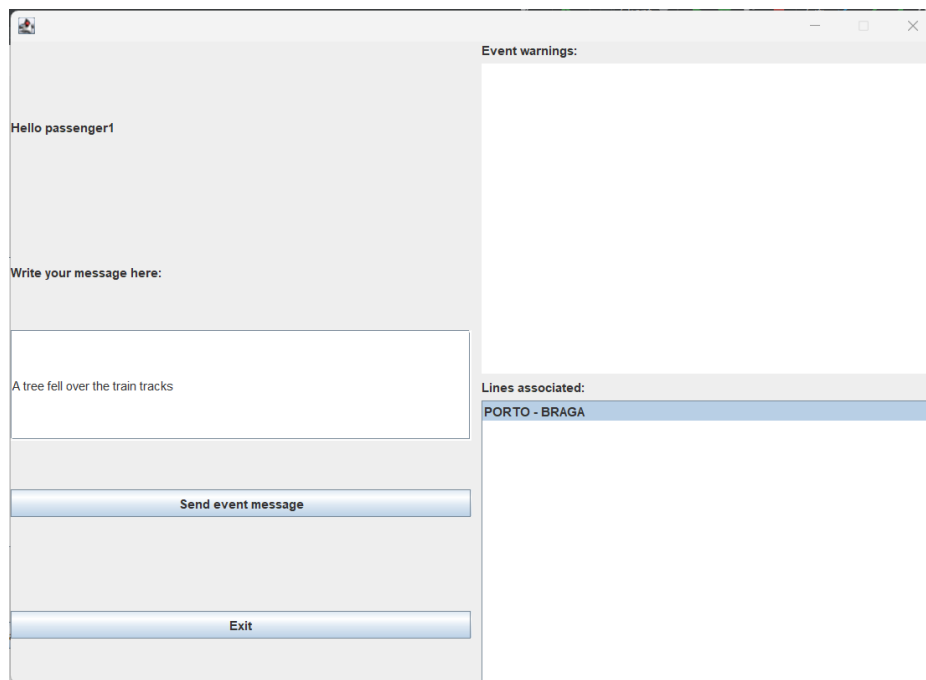 Hello passenger1
Write your message here:
A tree fell over the train tracks
Send event message
Exit
Event warnings:
Lines associated:
PORTO - BRAGA